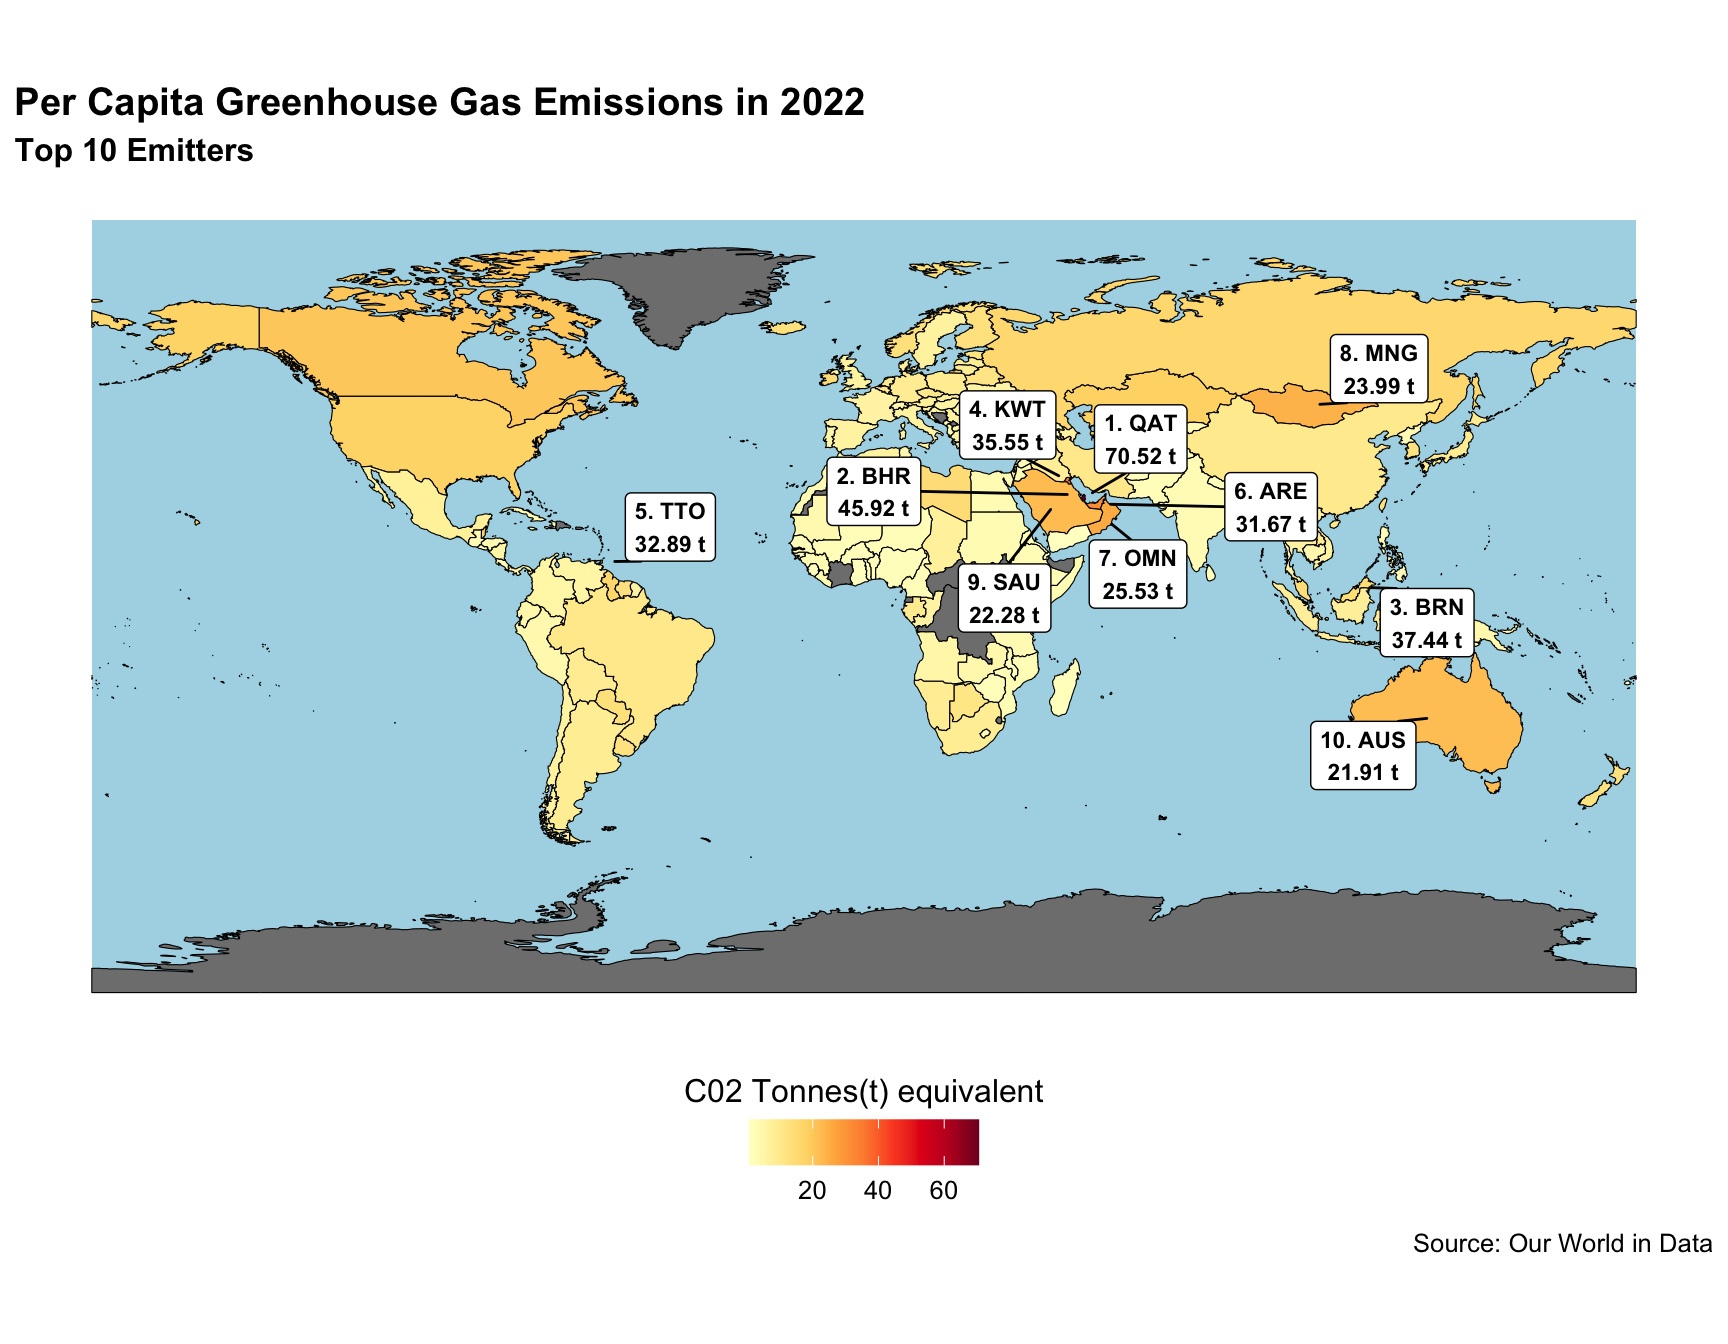 Per Capita Greenhouse Gas Emissions in 2022
Top 10 Emitters
8. MNG
23.99 t
4. KWT
35.55 t
1. QAT
70.52 t
2. BHR
45.92 t
6. ARE
31.67 t
5. TTO
32.89 t
7. OMN
25.53 t
9. SAU
22.28 t
3. BRN
37.44 t
10. AUS
21.91 t
C02 Tonnes(t) equivalent
20 40 60
Source: Our World in Data